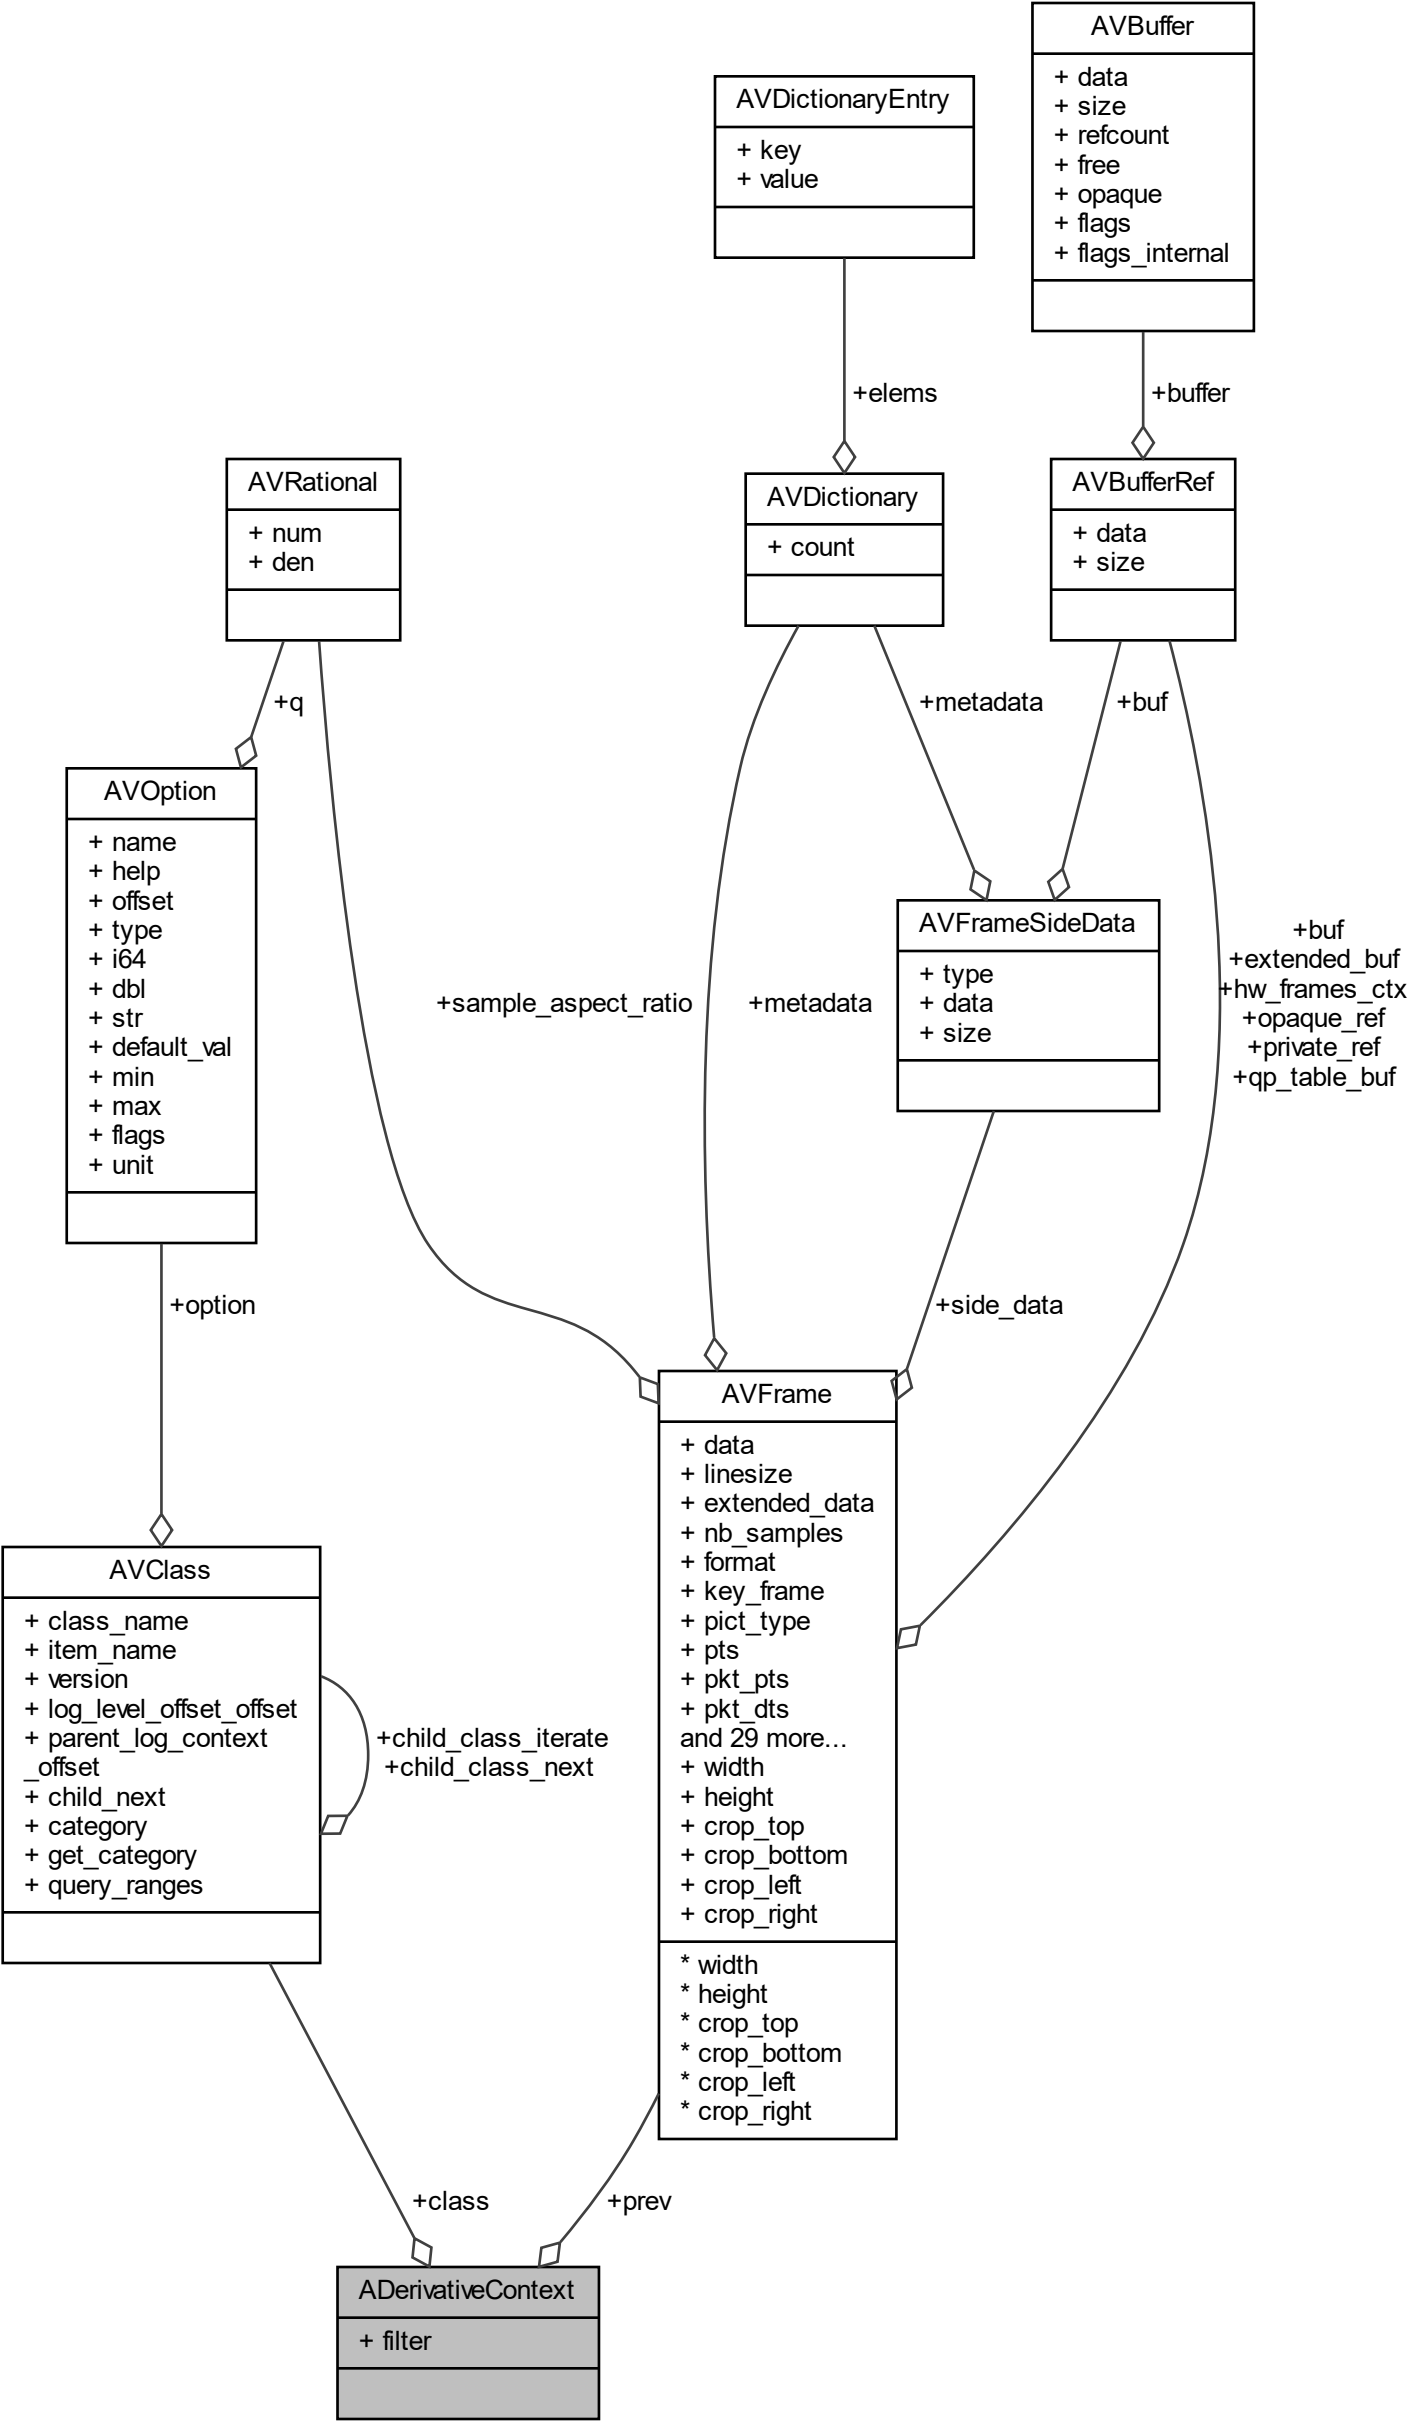 AVBuffer
+ data
+ size
+ refcount
+ free
+ opaque
+ flags
+ flags_internal
AVDictionaryEntry
+ key
+ value
+elems
+buffer
AVRational
+ num
+ den
AVDictionary
+ count
AVBufferRef
+ data
+ size
+q
+metadata
+buf
AVOption
+ name
+ help
+ offset
+ type
+ i64
+ dbl
+ str
+ default_val
+ min
+ max
+ flags
+ unit
AVFrameSideData
+ type
+ data
+ size
+sample_aspect_ratio
+metadata
+buf
+extended_buf
+hw_frames_ctx
+opaque_ref
+private_ref
+qp_table_buf
+option
+side_data
AVFrame
+ data
+ linesize
+ extended_data
+ nb_samples
+ format
+ key_frame
+ pict_type
+ pts
+ pkt_pts
+ pkt_dts
and 29 more...
+ width
+ height
+ crop_top
+ crop_bottom
+ crop_left
+ crop_right
* width
* height
* crop_top
* crop_bottom
* crop_left
* crop_right
AVClass
+ class_name
+ item_name
+ version
+ log_level_offset_offset
+ parent_log_context
_offset
+ child_next
+ category
+ get_category
+ query_ranges
+child_class_iterate
+child_class_next
+class
+prev
ADerivativeContext
+ filter